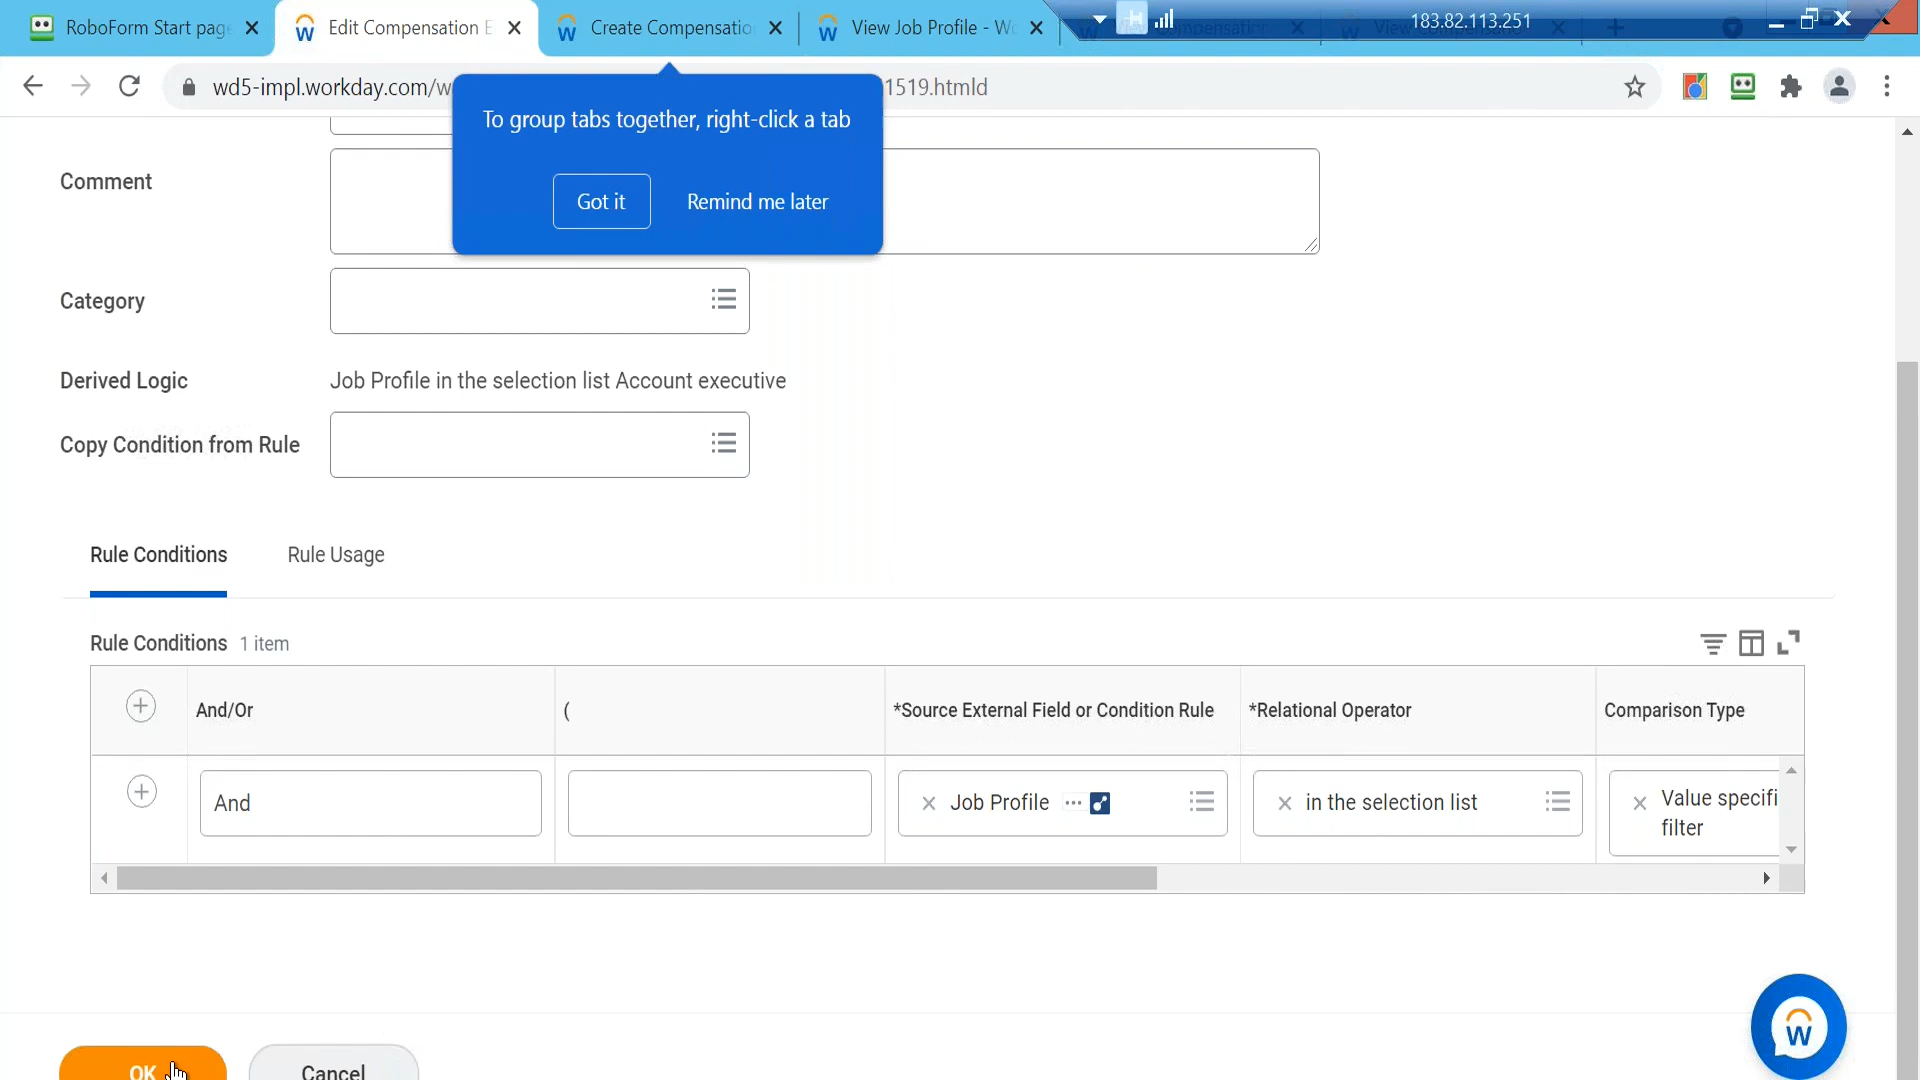 RoboForm Start page
Edit Compensation E
Create Compensatio
View Job Profile - Wo
183.82.113.251
wd5-impl.workday.com/w
1519.htmld
To group tabs together, right-click a tab
Got it
Remind me later
Comment
Category
Derived Logic
Job Profile in the selection list Account executive
Copy Condition from Rule
Rule Conditions
Rule Usage
Rule Conditions 1 item
And/Or
(
*Source External Field or Condition Rule
*Relational Operator
Comparison Type
And
Job Profile
in the selection list
Value specifi
filter
OK
Cancel